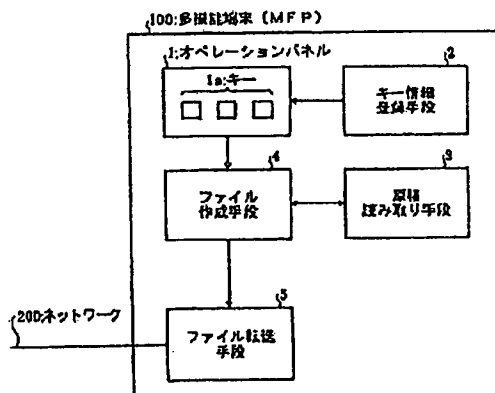 100:多機能端末(MFP)
1:オペレーションパネル
1a:キー
2
キー情報
登録手段
4
ファイル
作成手段
3
原稿
読み取り手段
5
ファイル転送
手段
200:ネットワーク